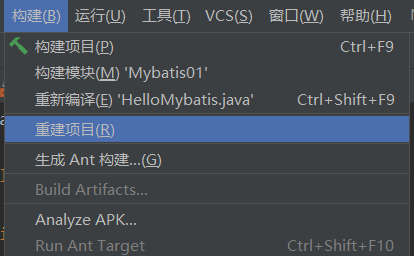 构建(B) 运行(U) 工具(T) VCS(S) 窗口(W) 帮助(H)
构建项目(P) Ctrl+F9
构建模块(M) 'Mybatis01'
重新编译(E) 'HelloMybatis.java' Ctrl+Shift+F9
重建项目(R)
生成 Ant 构建...(G)
Build Artifacts...
Analyze APK...
Run Ant Target Ctrl+Shift+F10